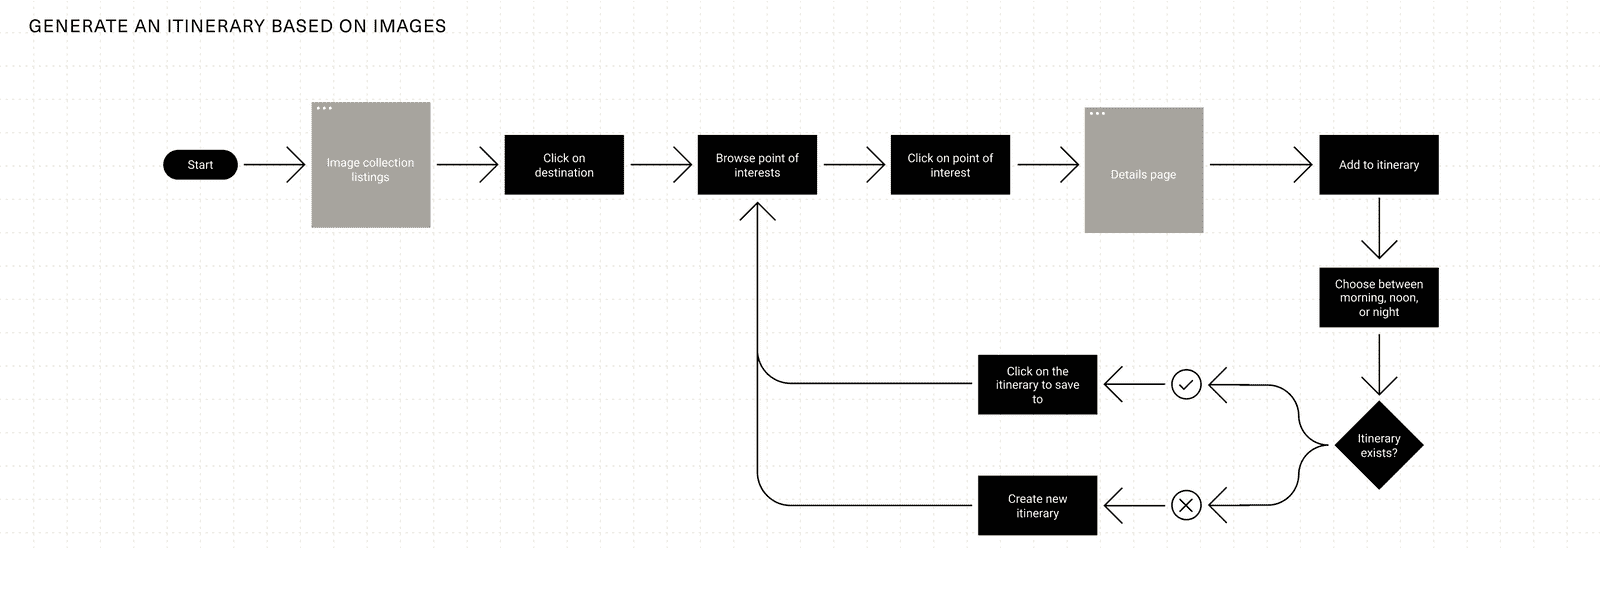 GENERATE AN ITINERARY BASED ON IMAGES
Start
Image collection
listings
Click on
destination
Browse point of
interests
Click on point of
interest
Details page
Add to itinerary
Choose between
morning, noon,
or night
Click on the
itinerary to save
to
Itinerary
exists?
Create new
itinerary